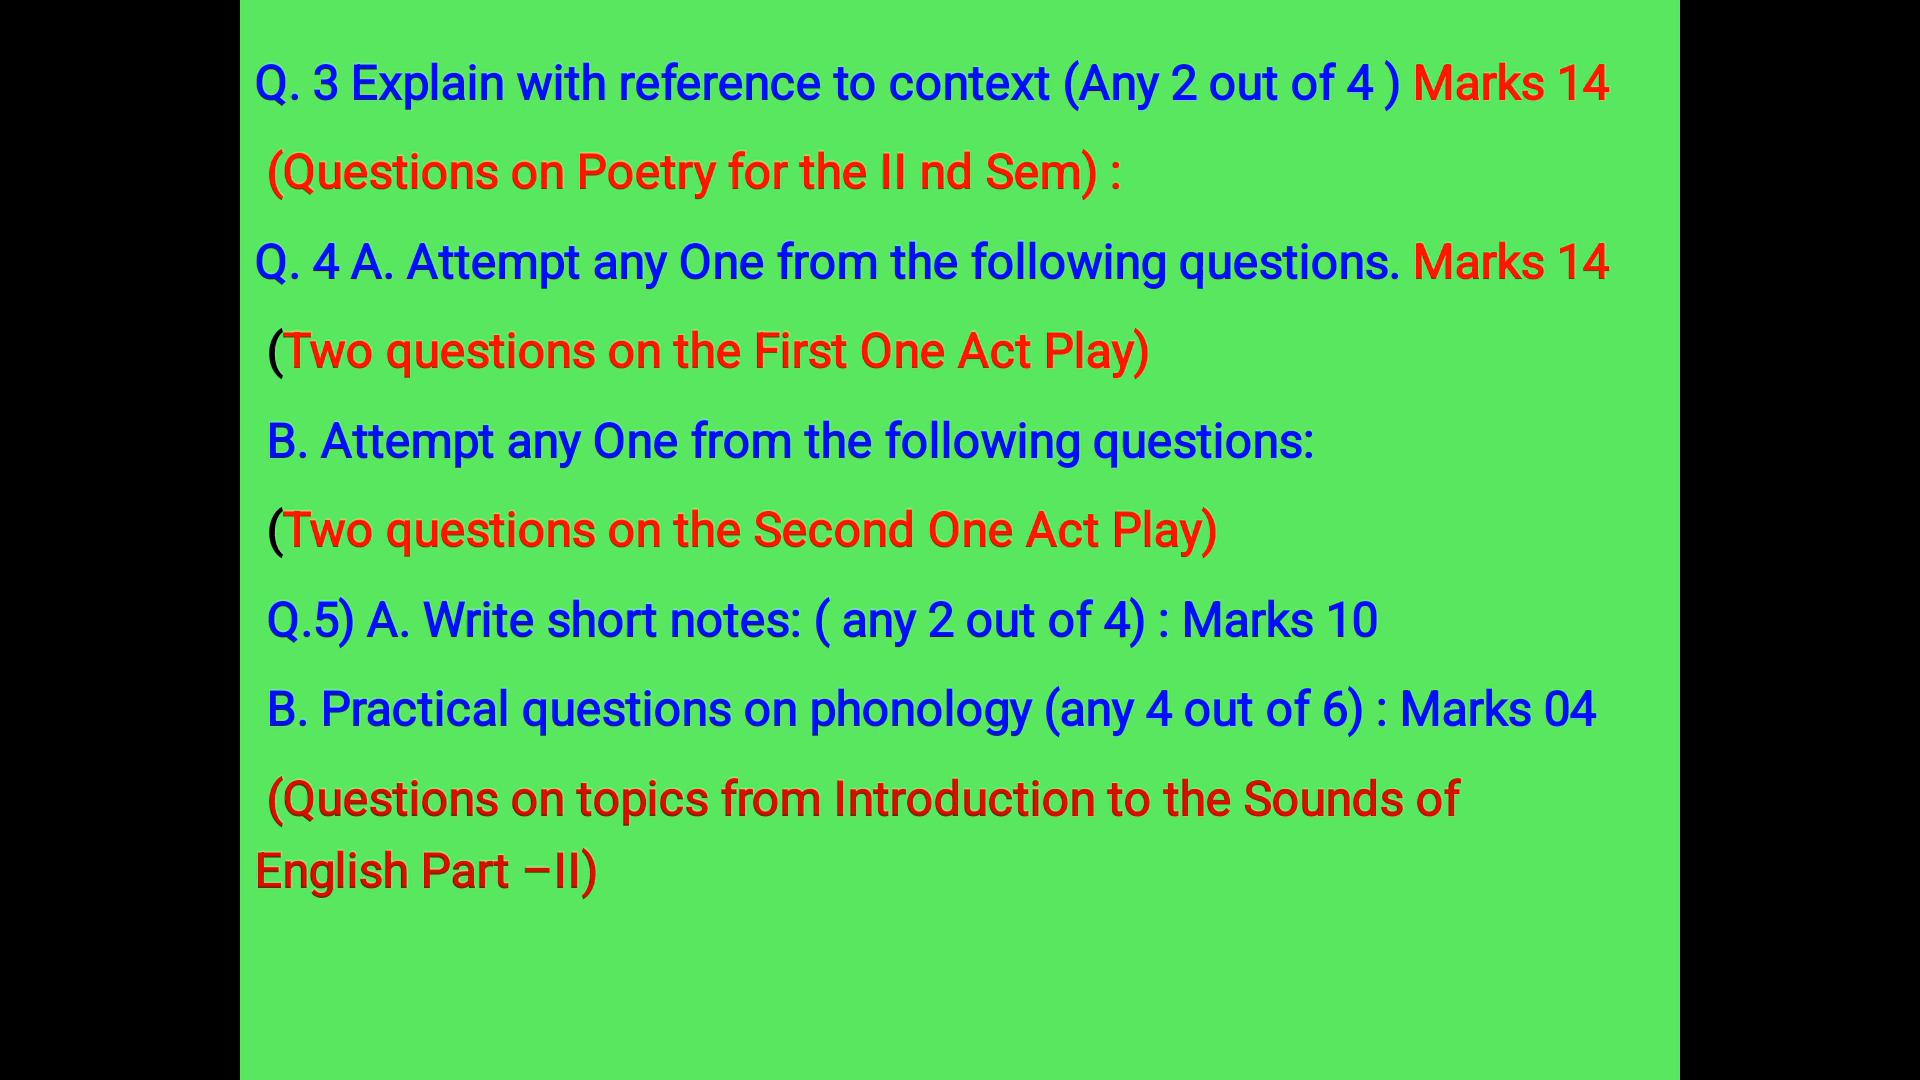 Q. 3 Explain with reference to context (Any 2 out of 4 ) Marks 14
(Questions on Poetry for the II nd Sem) :
Q. 4 A. Attempt any One from the following questions. Marks 14
(Two questions on the First One Act Play)
B. Attempt any One from the following questions:
(Two questions on the Second One Act Play)
Q.5) A. Write short notes: ( any 2 out of 4) : Marks 10
B. Practical questions on phonology (any 4 out of 6) : Marks 04
(Questions on topics from Introduction to the Sounds of
English Part –II)